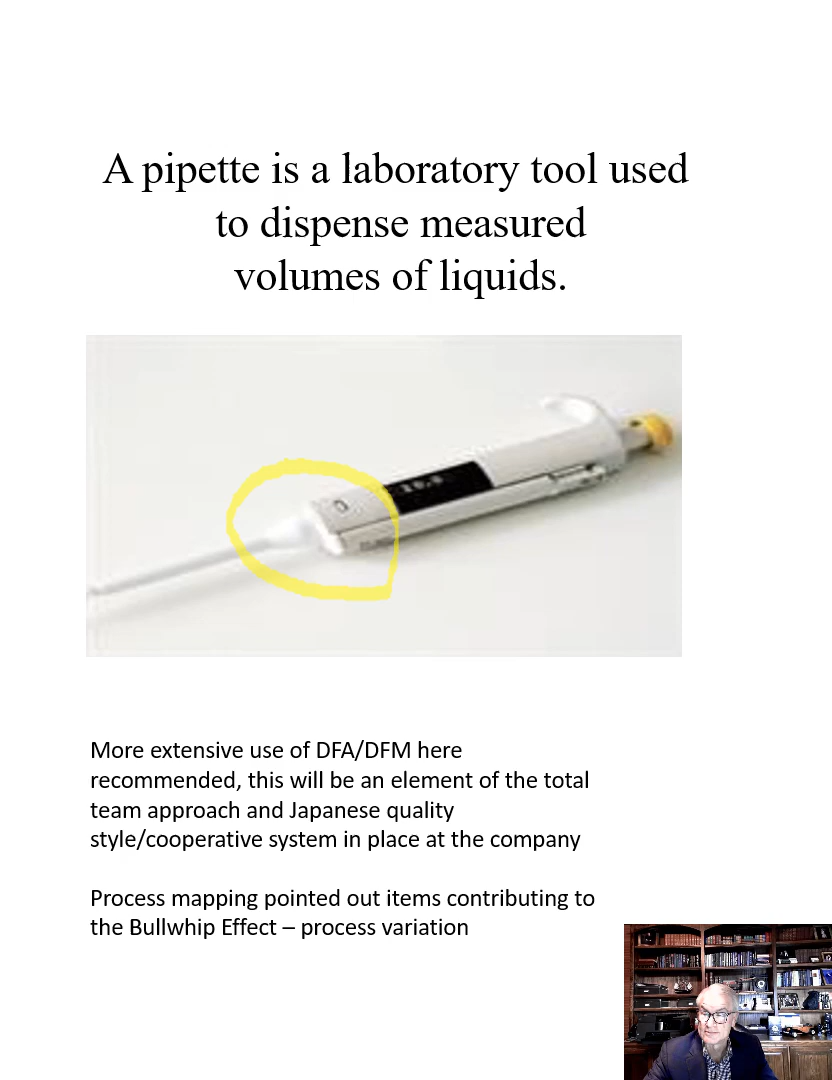 A pipette is a laboratory tool used
to dispense measured
volumes of liquids.
More extensive use of DFA/DFM here
recommended, this will be an element of the total
team approach and Japanese quality
style/cooperative system in place at the company
Process mapping pointed out items contributing to
the Bullwhip Effect – process variation